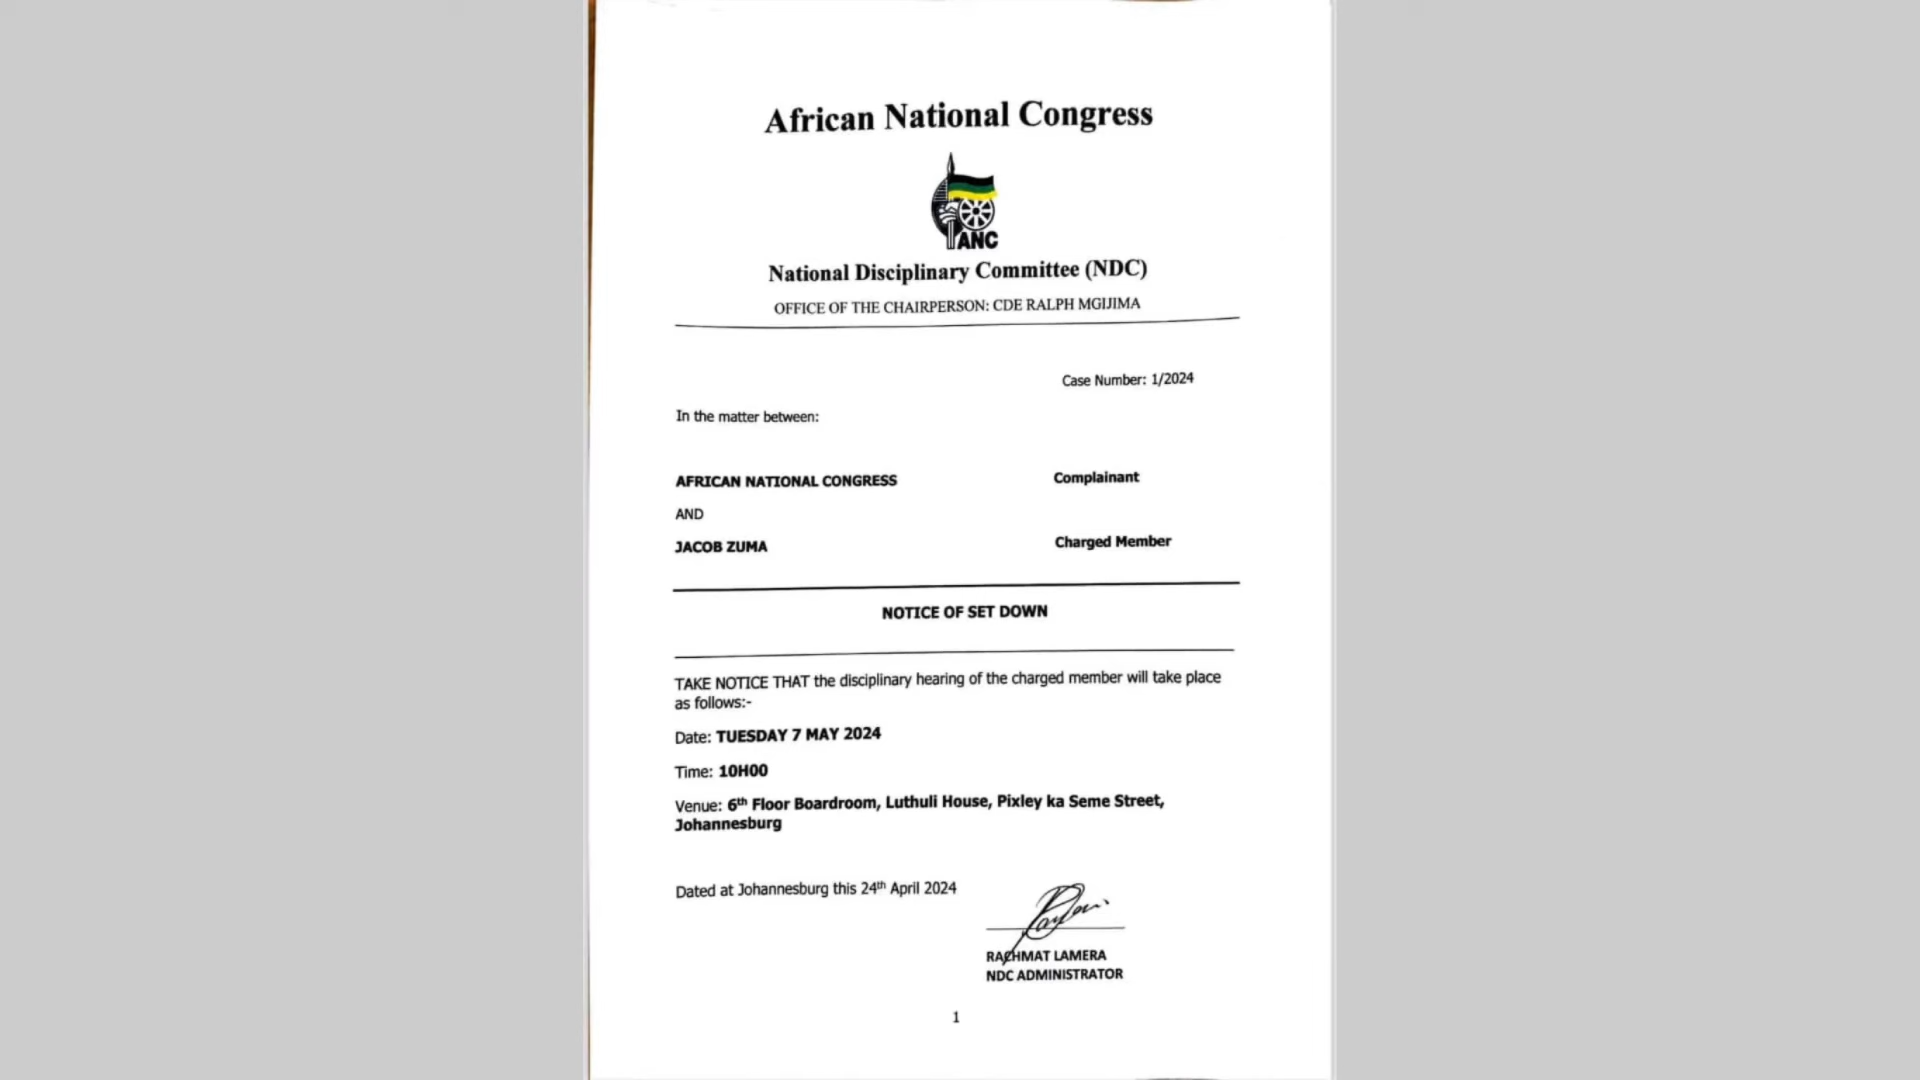 African National Congress
ANC
National Disciplinary Committee (NDC)
OFFICE OF THE CHAIRPERSON: CDE RALPH MGIJIMA
Case Number: 1/2024
In the matter between:
AFRICAN NATIONAL CONGRESS Complainant
AND
JACOB ZUMA Charged Member
NOTICE OF SET DOWN
TAKE NOTICE THAT the disciplinary hearing of the charged member will take place
as follows:-
Date: TUESDAY 7 MAY 2024
Time: 10H00
Venue: 6th Floor Boardroom, Luthuli House, Pixley ka Seme Street,
Johannesburg
Dated at Johannesburg this 24th April 2024
RACHMAT LAMERA
NDC ADMINISTRATOR
1